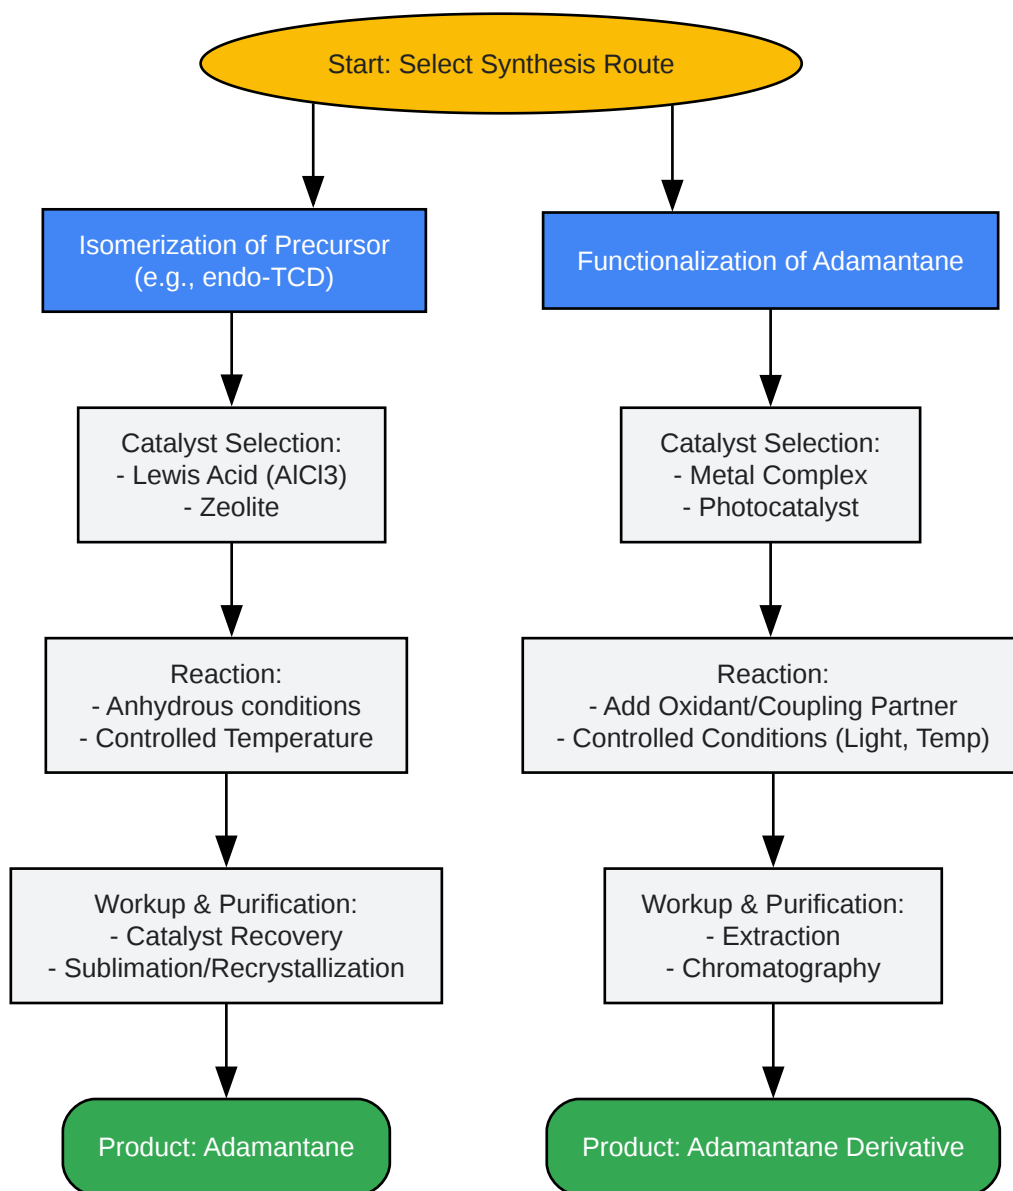 Start: Select Synthesis Route
Isomerization of Precursor
(e.g., endo-TCD)
Functionalization of Adamantane
Catalyst Selection:
- Lewis Acid (AlCl3)
- Zeolite
Catalyst Selection:
- Metal Complex
- Photocatalyst
Reaction:
- Anhydrous conditions
- Controlled Temperature
Reaction:
- Add Oxidant/Coupling Partner
- Controlled Conditions (Light, Temp)
Workup & Purification:
- Catalyst Recovery
- Sublimation/Recrystallization
Workup & Purification:
- Extraction
- Chromatography
Product: Adamantane
Product: Adamantane Derivative